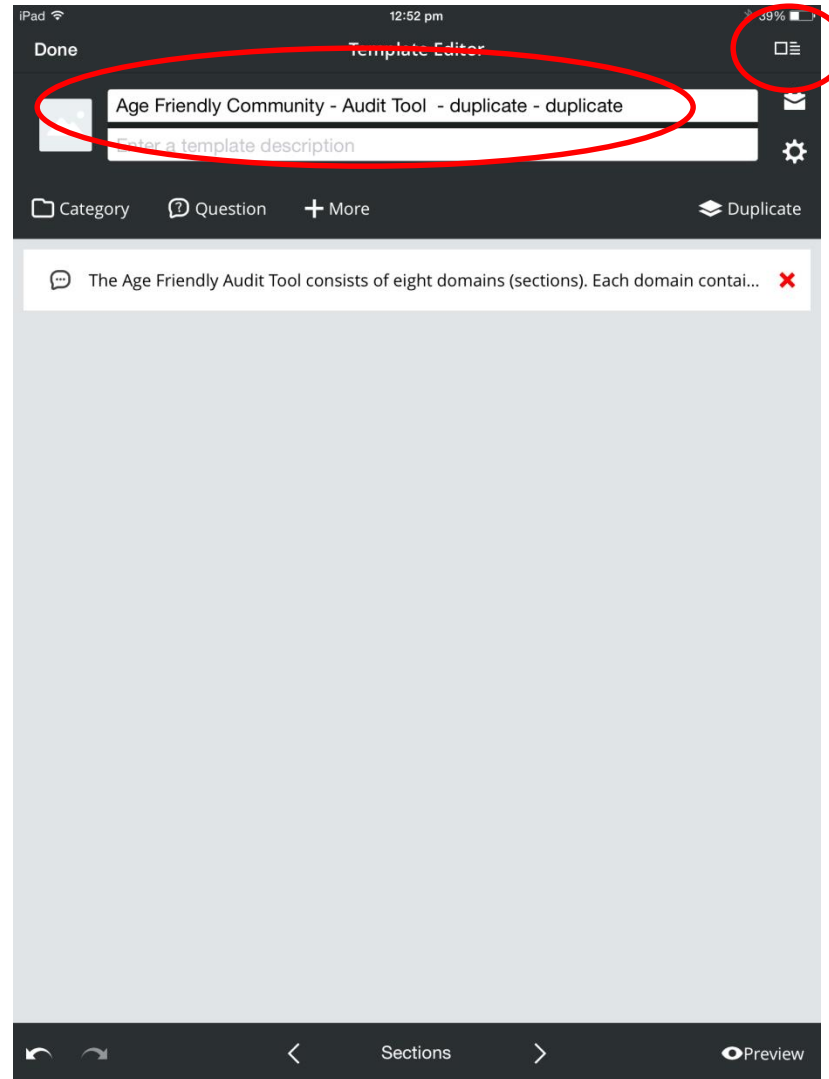 iPad 12:52 pm 39%
Done Template Editor
Age Friendly Community - Audit Tool - duplicate - duplicate
Enter a template description
Category Question More Duplicate
The Age Friendly Audit Tool consists of eight domains (sections). Each domain contai...
Sections Preview